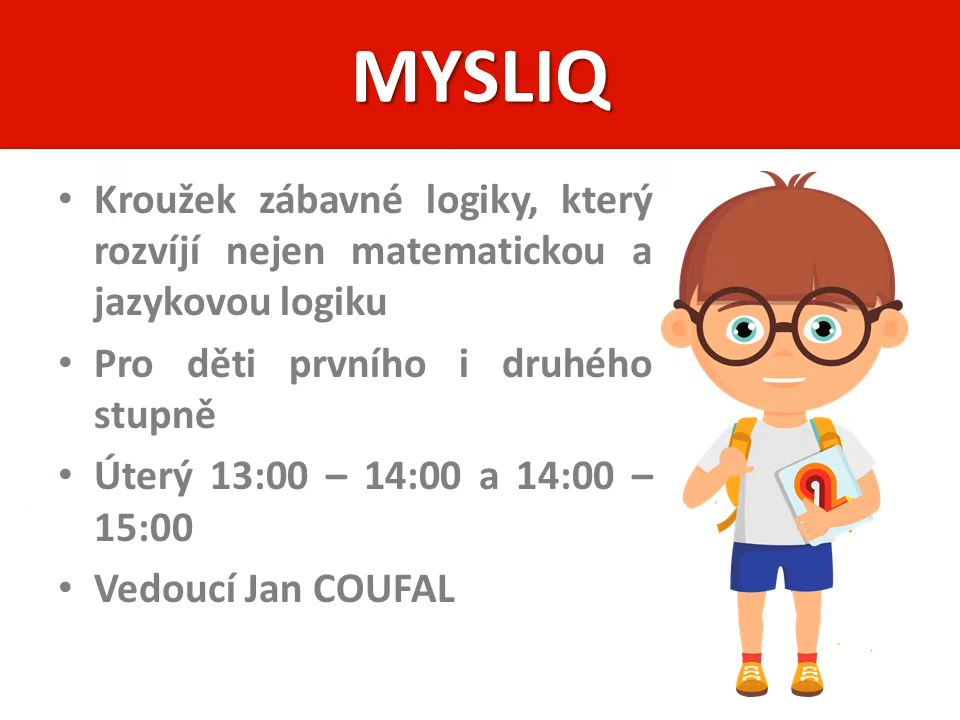 MYSLIQ
• Kroužek zábavné logiky, který
rozvíjí nejen matematickou a
jazykovou logiku
• Pro děti prvního i druhého
stupně
• Úterý 13:00 – 14:00 a 14:00 –
15:00
• Vedoucí Jan COUFAL